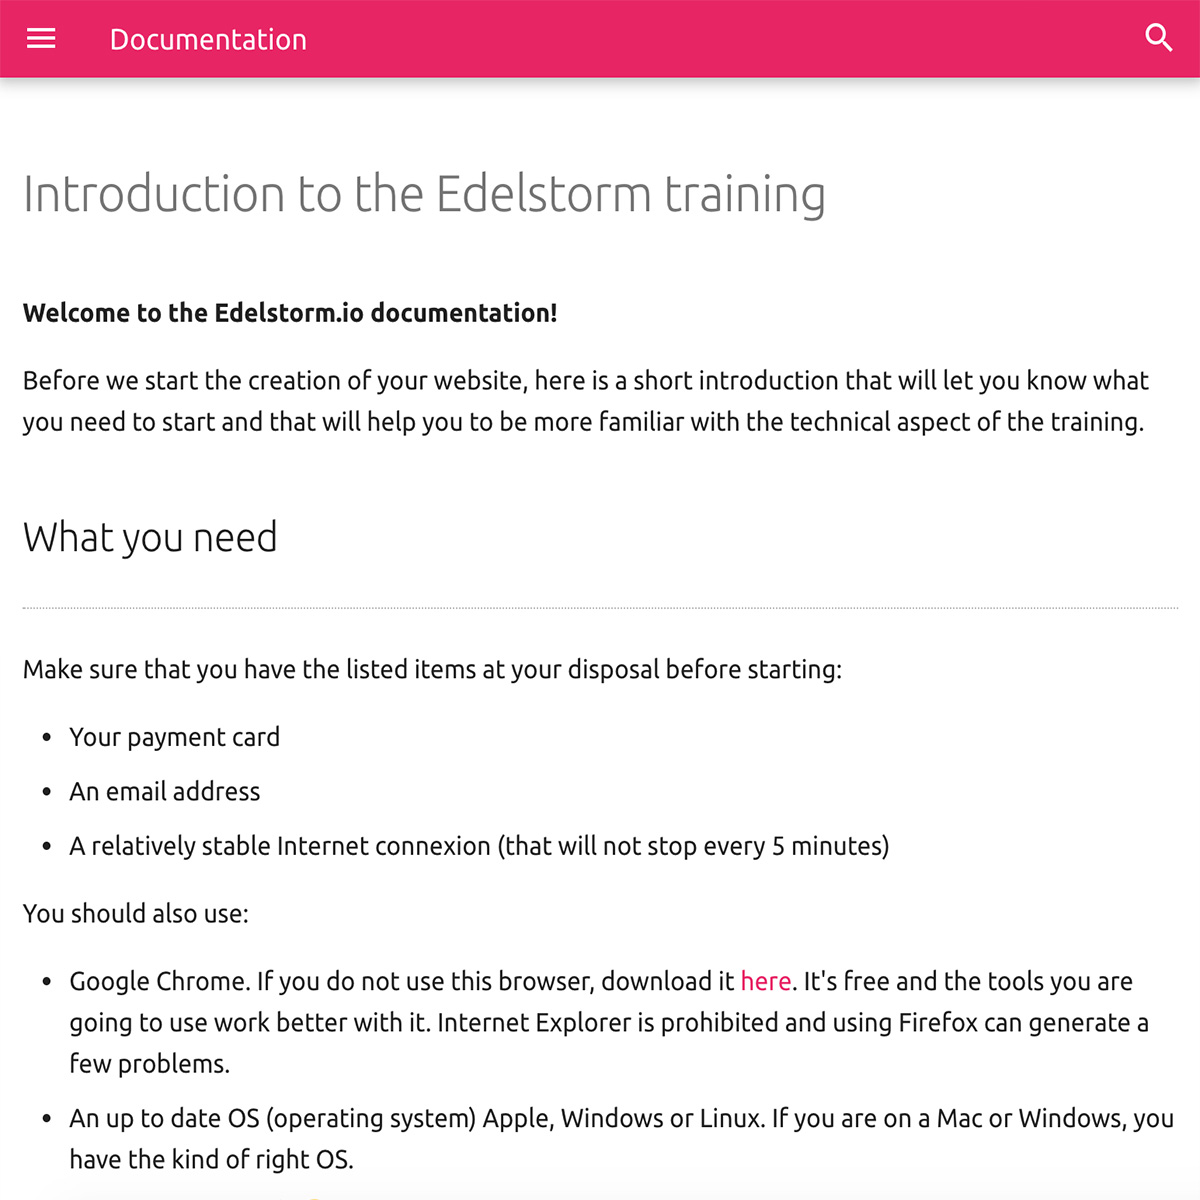 Documentation
Introduction to the Edelstorm training
Welcome to the Edelstorm.io documentation!
Before we start the creation of your website, here is a short introduction that will let you know what
you need to start and that will help you to be more familiar with the technical aspect of the training.
What you need
Make sure that you have the listed items at your disposal before starting:
• Your payment card
• An email address
• A relatively stable Internet connexion (that will not stop every 5 minutes)
You should also use:
• Google Chrome. If you do not use this browser, download it here. It's free and the tools you are
going to use work better with it. Internet Explorer is prohibited and using Firefox can generate a
few problems.
• An up to date OS (operating system) Apple, Windows or Linux. If you are on a Mac or Windows, you
have the kind of right OS.